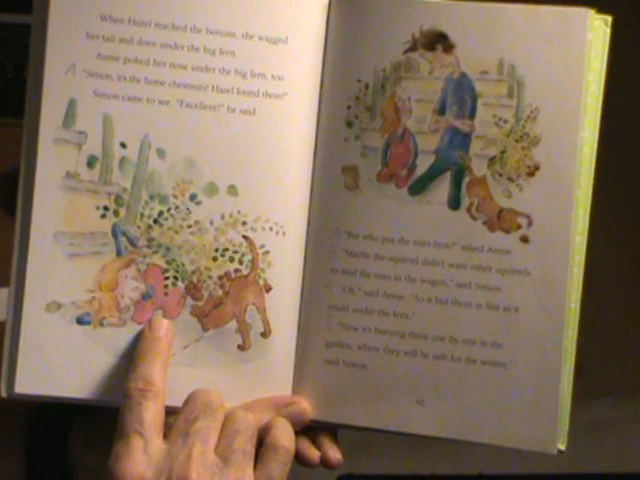 When Hazel reached the bottom, she wagged
her tail and dove under the big fern.
Annie poked her nose under the big fern, too.
A "Simon, it's the horse chestnuts! Hazel found them!"
Simon came to see. "Excellent!" he said.
A "But who put the nuts here?" asked Annie.
S "Maybe the squirrel didn't want other squirrels
to find the nuts in the wagon," said Simon.
A "Oh," said Annie. "So it hid them as fast as it
could under the fern."
S "Now it's burying them one by one in the
garden, where they will be safe for the winter,"
said Simon.